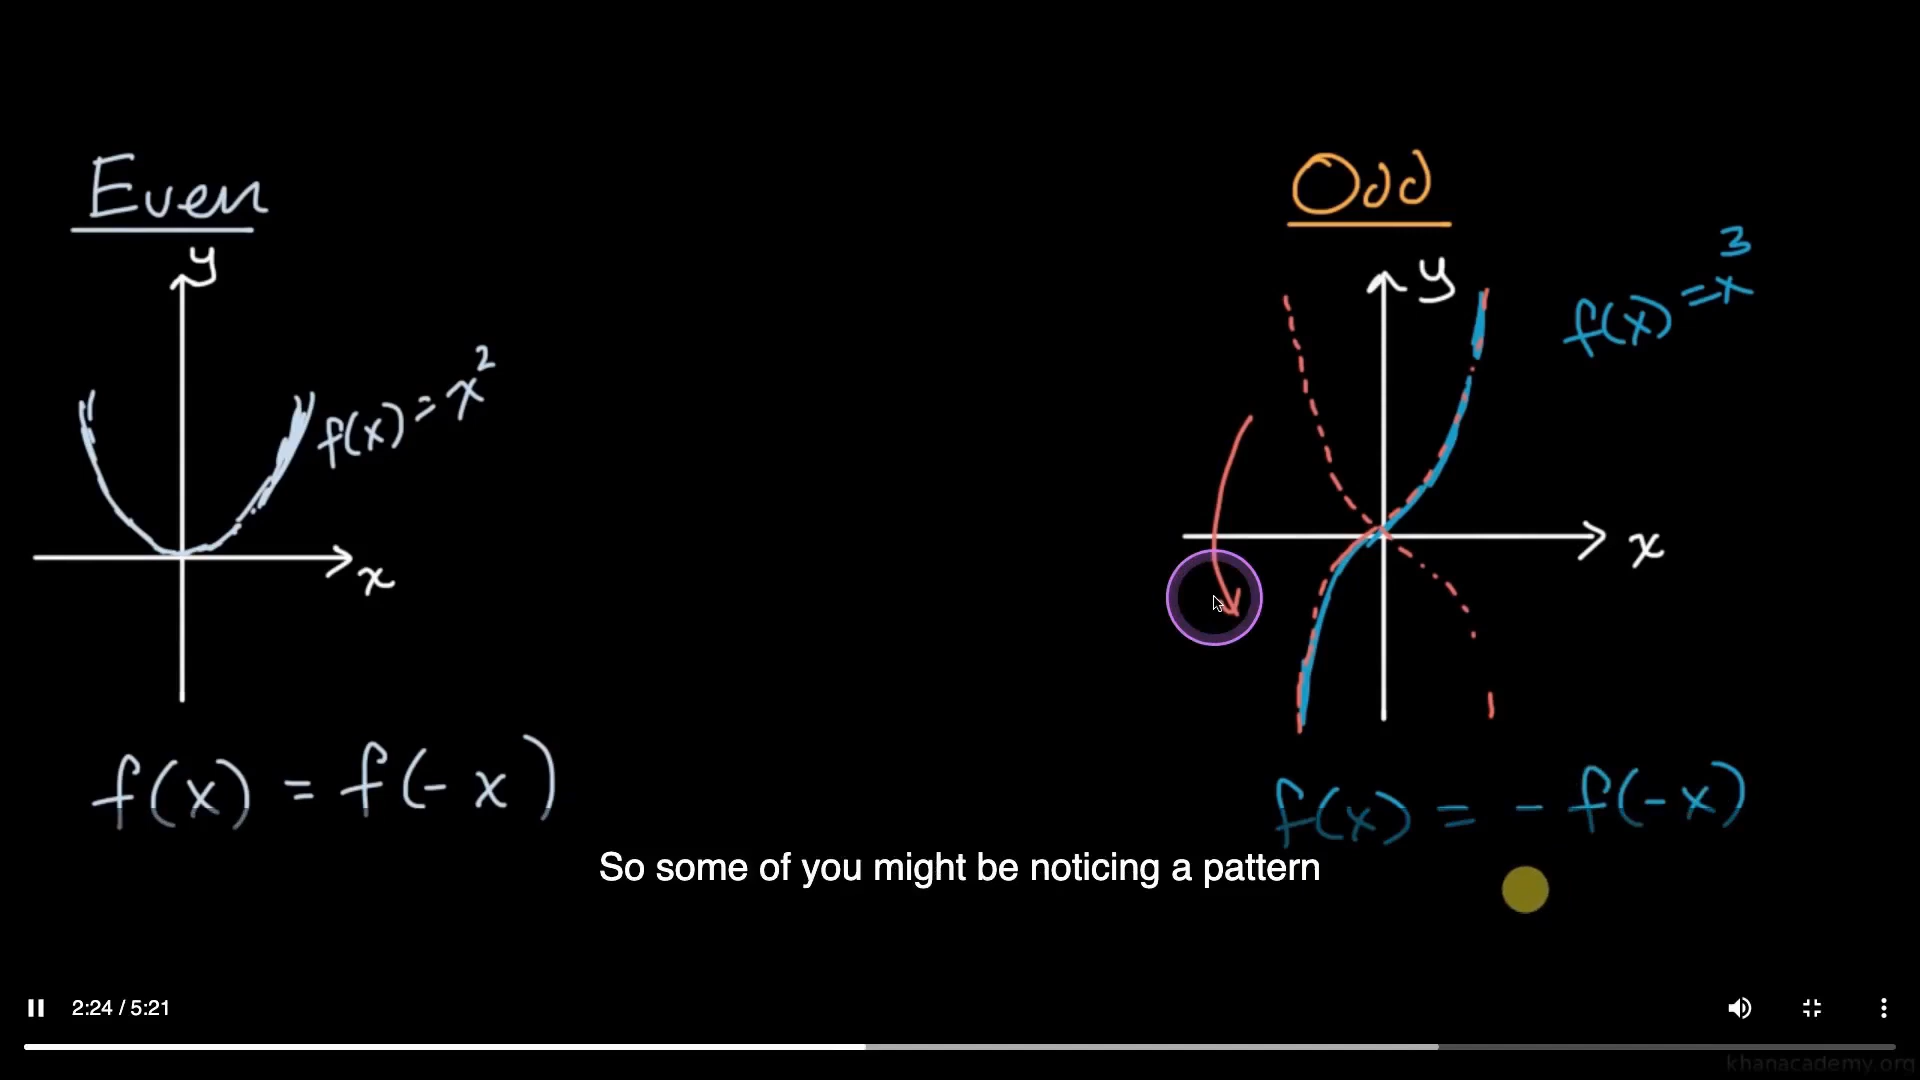 Even
y
f(x) = x²
x
f(x) = f(-x)
Odd
y
f(x) = x³
x
f(x) = - f(-x)
So some of you might be noticing a pattern
2:24 / 5:21
khanacademy.org